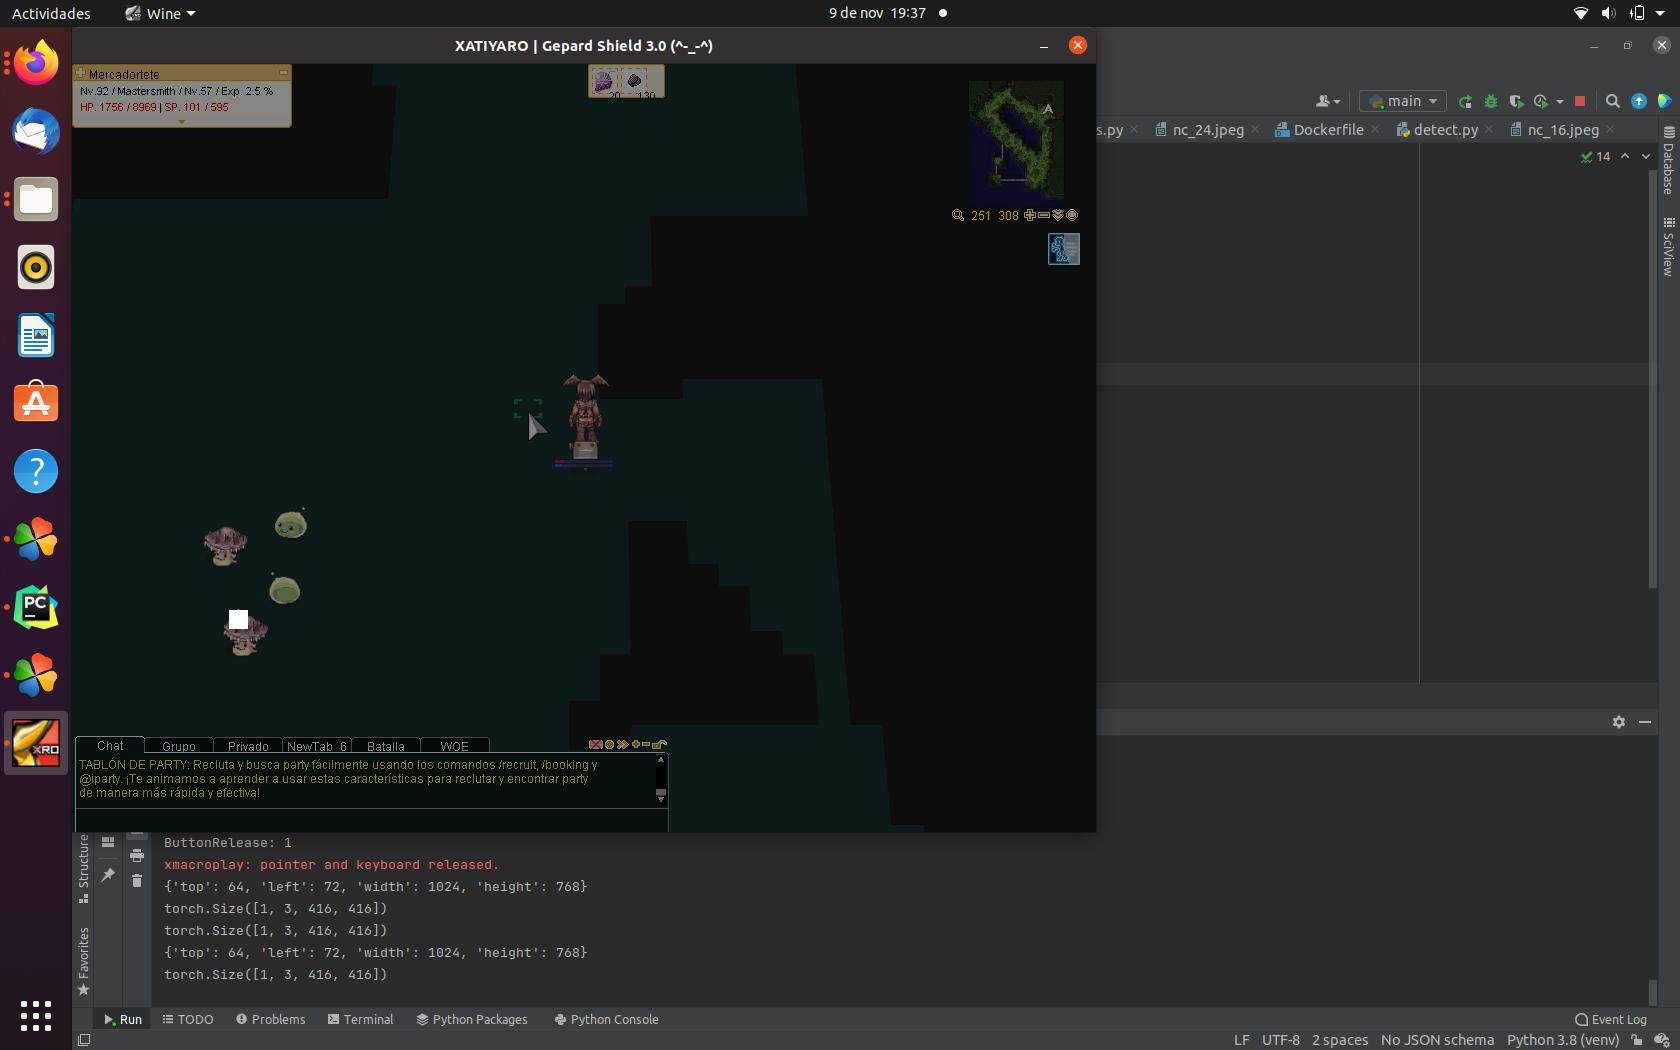 Actividades
Wine
9 de nov 19:37
XATIYARO | Gepard Shield 3.0 (^-_-^)
Mercadortete
Nv.92 / Mastersmith / Nv.57 / Exp. 2.5 %
HP. 1756 / 8969 | SP. 101 / 595
20 130
251 308
main
s.py
nc_24.jpeg
Dockerfile
detect.py
nc_16.jpeg
14
Database
SciView
PC
XRO
Chat
Grupo
Privado
NewTab 6
Batalla
WOE
TABLÓN DE PARTY: Recluta y busca party fácilmente usando los comandos /recruit, /booking y
@iparty. ¡Te animamos a aprender a usar estas características para reclutar y encontrar party
de manera más rápida y efectiva!
Structure
Favorites
ButtonRelease: 1
xmacroplay: pointer and keyboard released.
{'top': 64, 'left': 72, 'width': 1024, 'height': 768}
torch.Size([1, 3, 416, 416])
torch.Size([1, 3, 416, 416])
{'top': 64, 'left': 72, 'width': 1024, 'height': 768}
torch.Size([1, 3, 416, 416])
Run
TODO
Problems
Terminal
Python Packages
Python Console
Event Log
LF UTF-8 2 spaces No JSON schema Python 3.8 (venv)